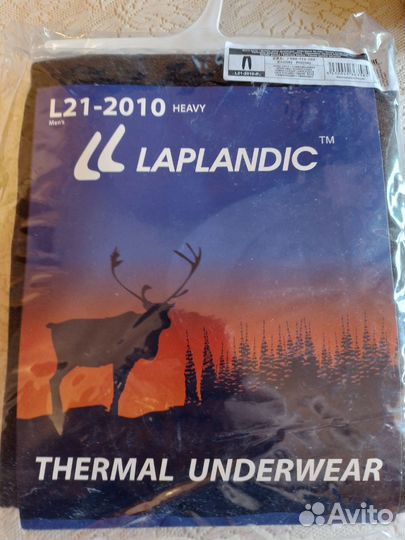 L21-2010 HEAVY
Men's
LAPLANDIC™
THERMAL UNDERWEAR
Avito